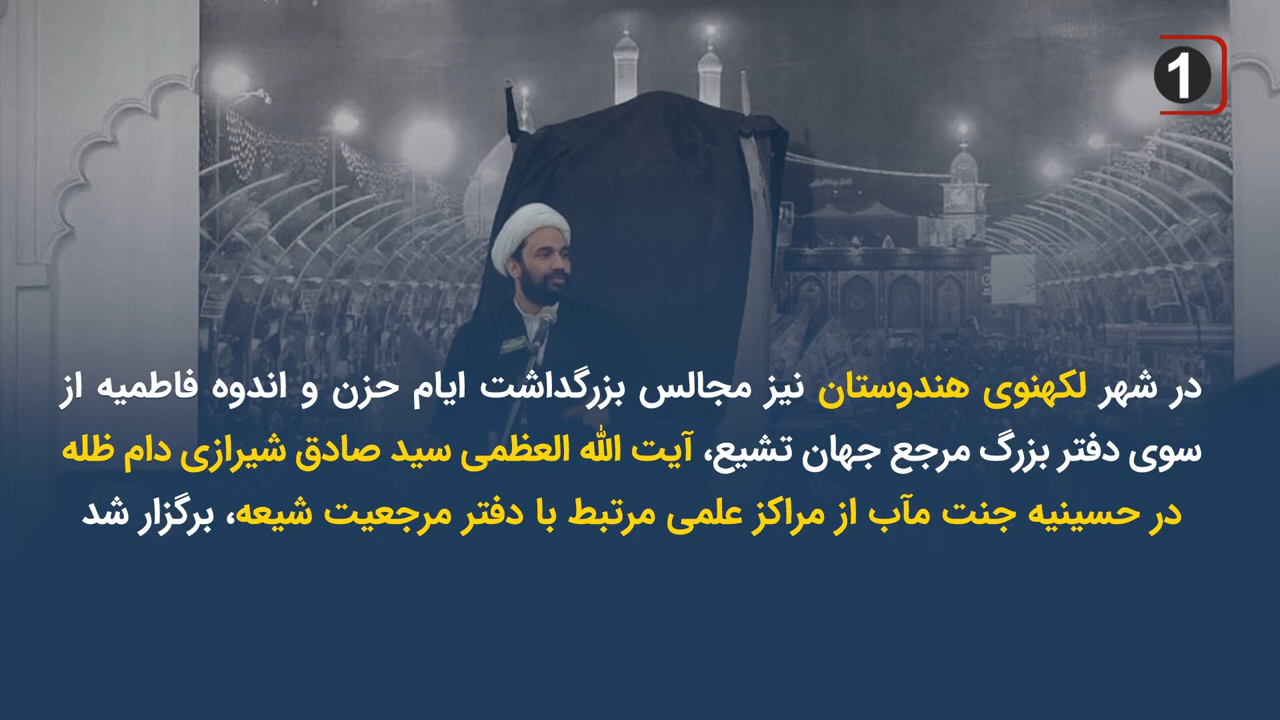 1
در شهر لکهنوی هندوستان نیز مجالس بزرگداشت ایام حزن و اندوه فاطمیه از
سوی دفتر بزرگ مرجع جهان تشیع، آیت الله العظمی سید صادق شیرازی دام ظله
در حسینیه جنت مآب از مراکز علمی مرتبط با دفتر مرجعیت شیعه، برگزار شد